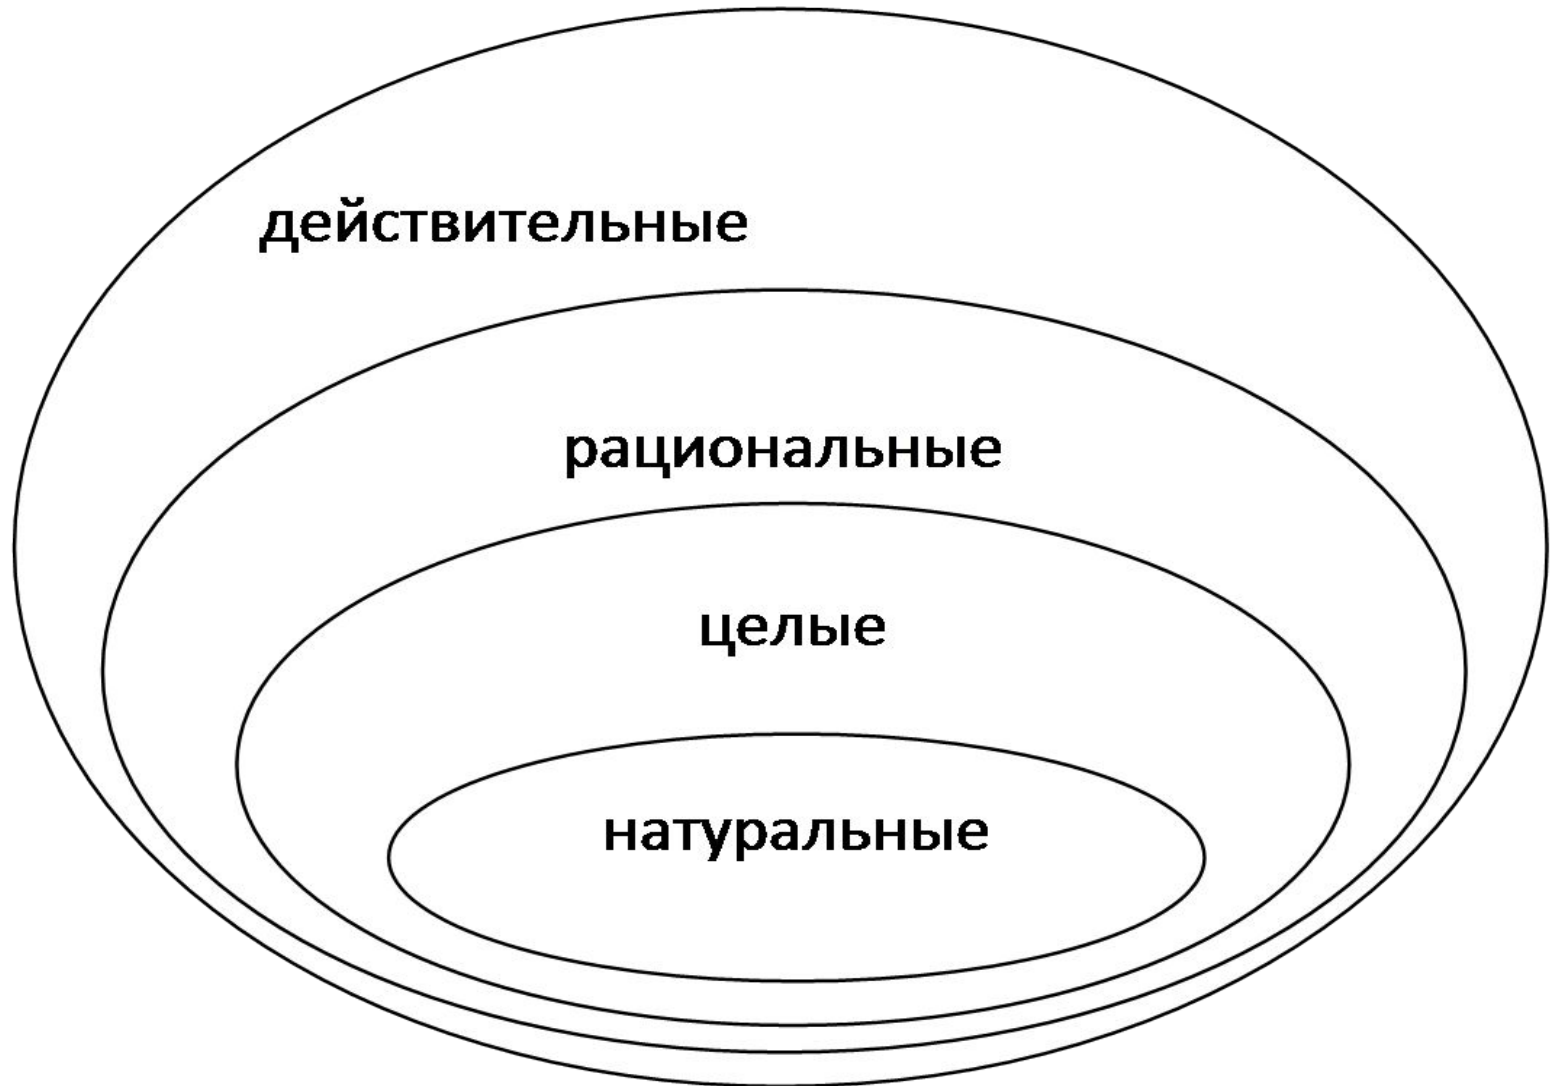 действительные
рациональные
целые
натуральные